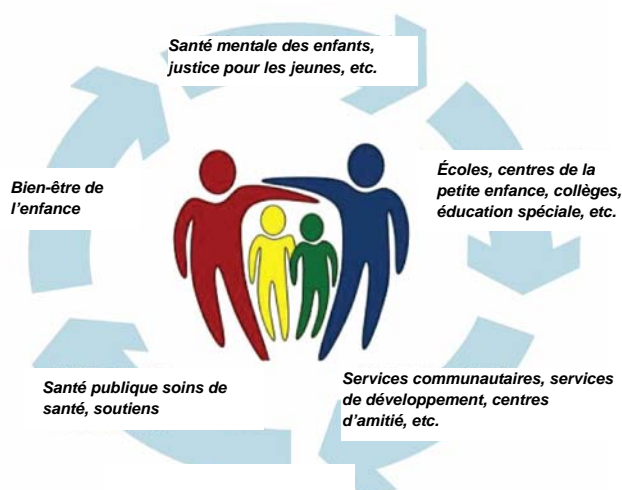 Santé mentale des enfants,
justice pour les jeunes, etc.
Écoles, centres de la
petite enfance, collèges,
éducation spéciale, etc.
Bien-être de
l’enfance
Services communautaires, services
de développement, centres
d’amitié, etc.
Santé publique soins de
santé, soutiens